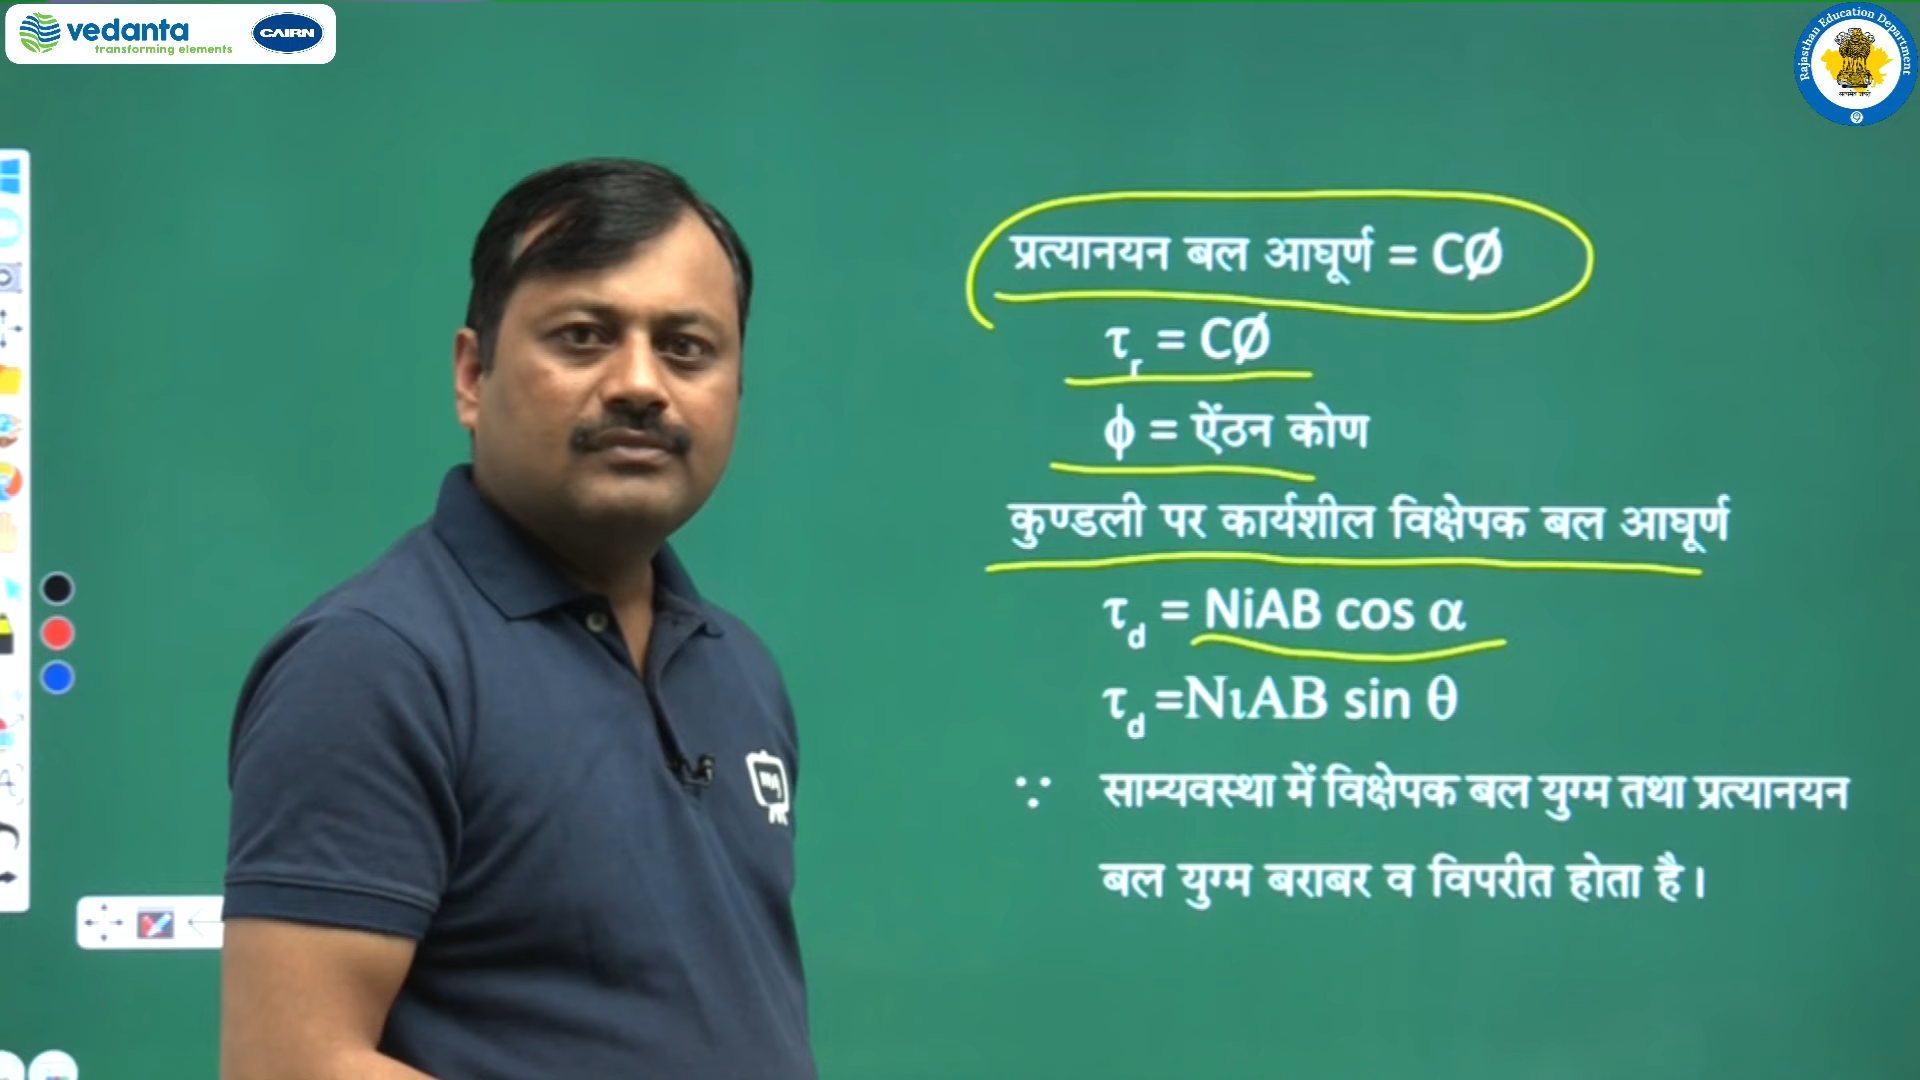 vedanta
transforming elements
CAIRN
Rajasthan Education Department
प्रत्यानयन बल आघूर्ण = CØ
τr = CØ
ϕ = ऐंठन कोण
कुण्डली पर कार्यशील विक्षेपक बल आघूर्ण
τd = NiAB cos α
τd =NιAB sin θ
∵ साम्यवस्था में विक्षेपक बल युग्म तथा प्रत्यानयन
बल युग्म बराबर व विपरीत होता है।